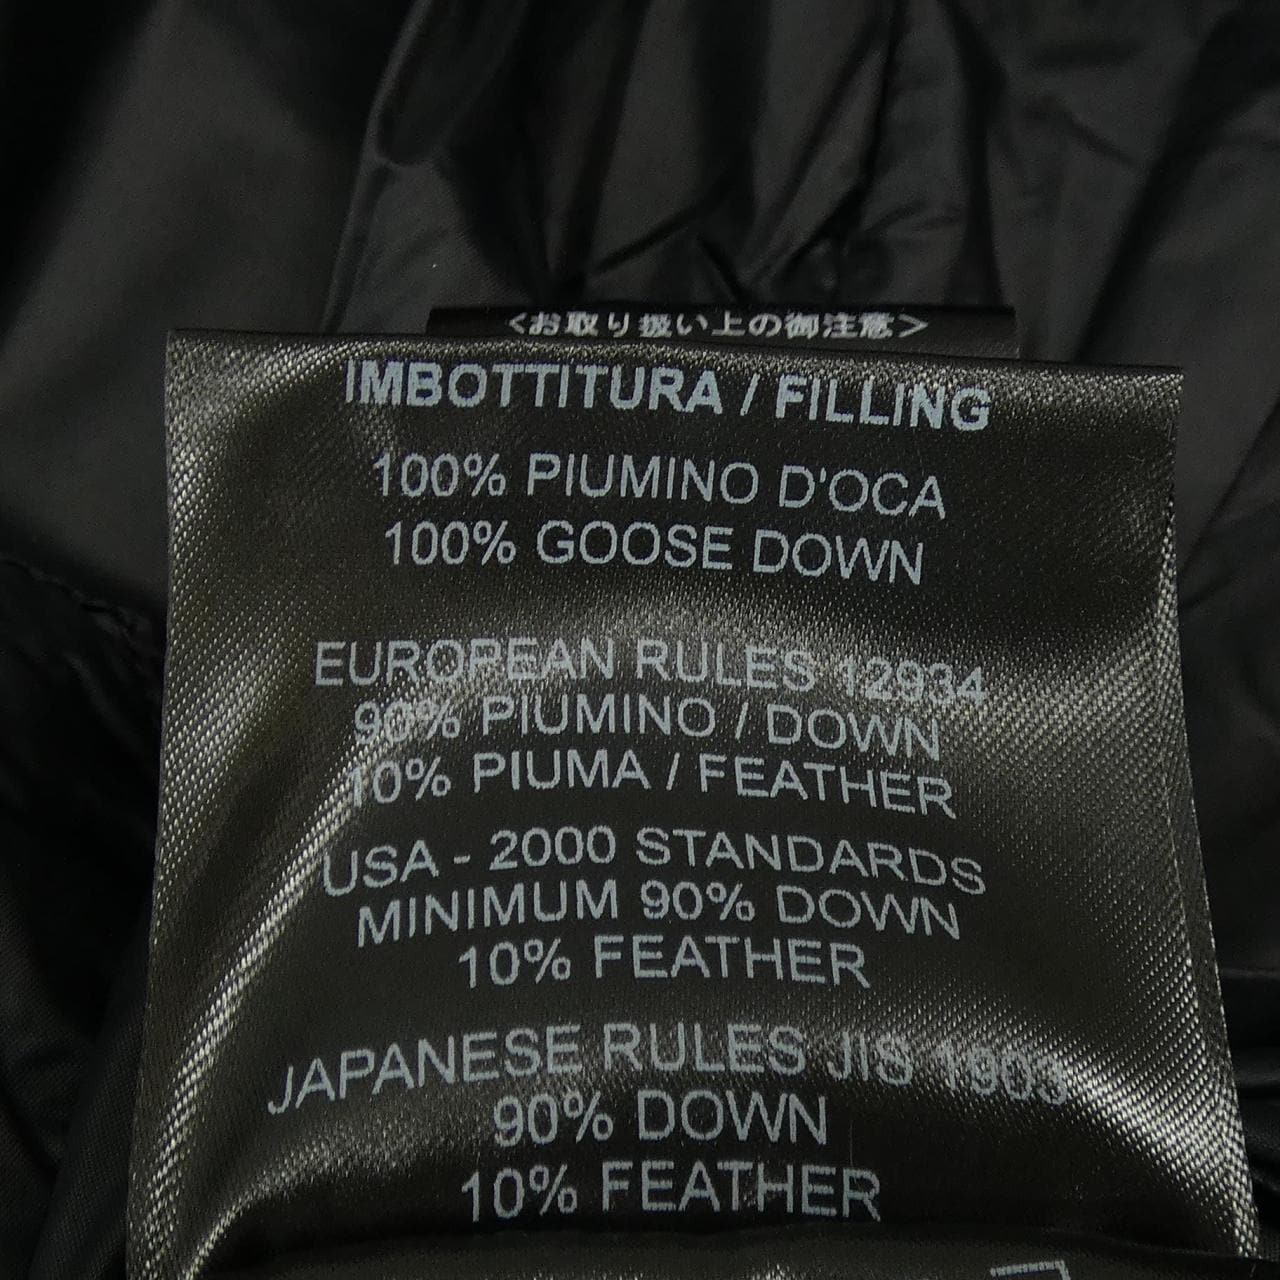 <お取り扱い上の御注意>
IMBOTTITURA / FILLING
100% PIUMINO D'OCA
100% GOOSE DOWN
EUROPEAN RULES 12934
90% PIUMINO / DOWN
10% PIUMA / FEATHER
USA - 2000 STANDARDS
MINIMUM 90% DOWN
10% FEATHER
JAPANESE RULES JIS 1903
90% DOWN
10% FEATHER